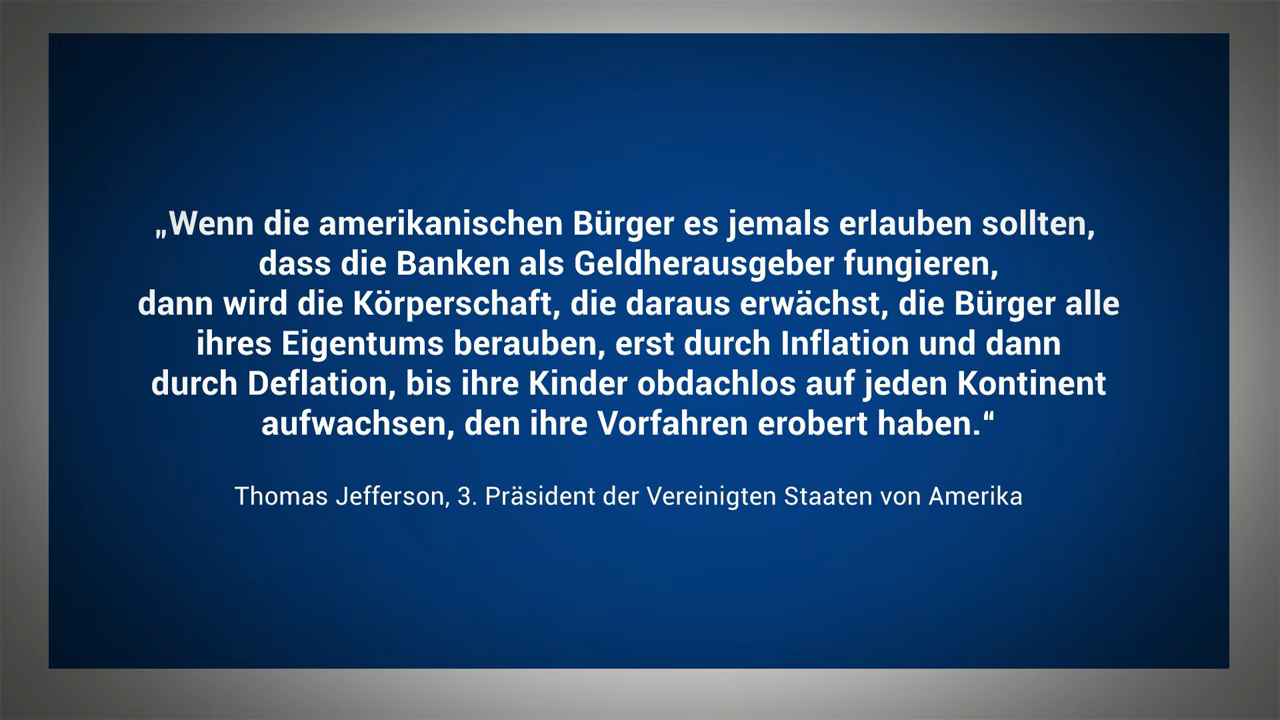 „Wenn die amerikanischen Bürger es jemals erlauben sollten,
dass die Banken als Geldherausgeber fungieren,
dann wird die Körperschaft, die daraus erwächst, die Bürger alle
ihres Eigentums berauben, erst durch Inflation und dann
durch Deflation, bis ihre Kinder obdachlos auf jeden Kontinent
aufwachsen, den ihre Vorfahren erobert haben.“
Thomas Jefferson, 3. Präsident der Vereinigten Staaten von Amerika